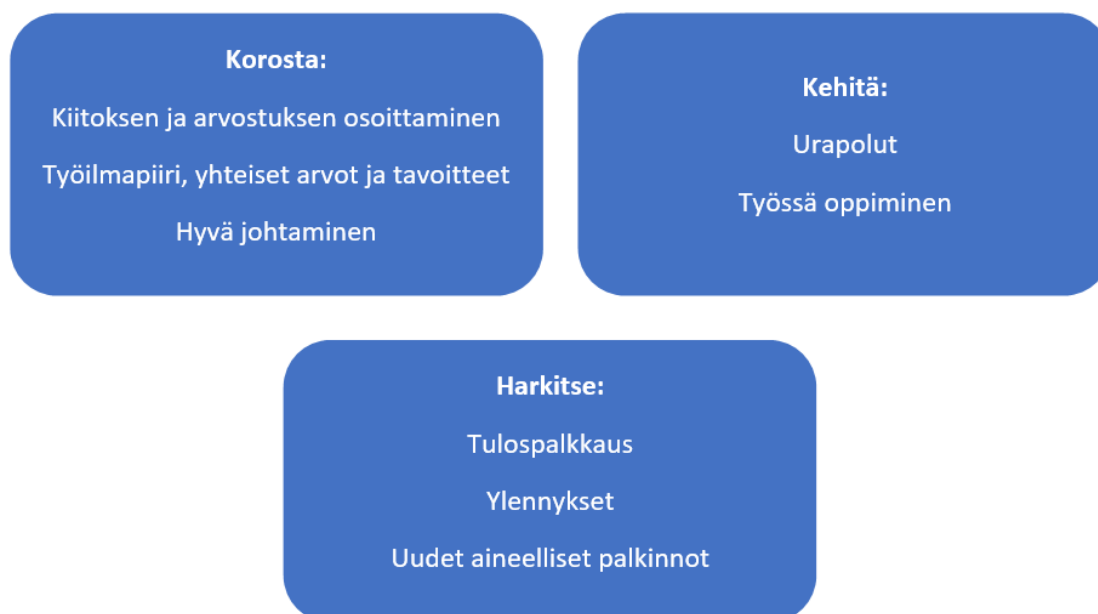 Korosta:
Kiitoksen ja arvostuksen osoittaminen
Työilmapiiri, yhteiset arvot ja tavoitteet
Hyvä johtaminen
Kehitä:
Urapolut
Työssä oppiminen
Harkitse:
Tulospalkkaus
Ylennykset
Uudet aineelliset palkinnot